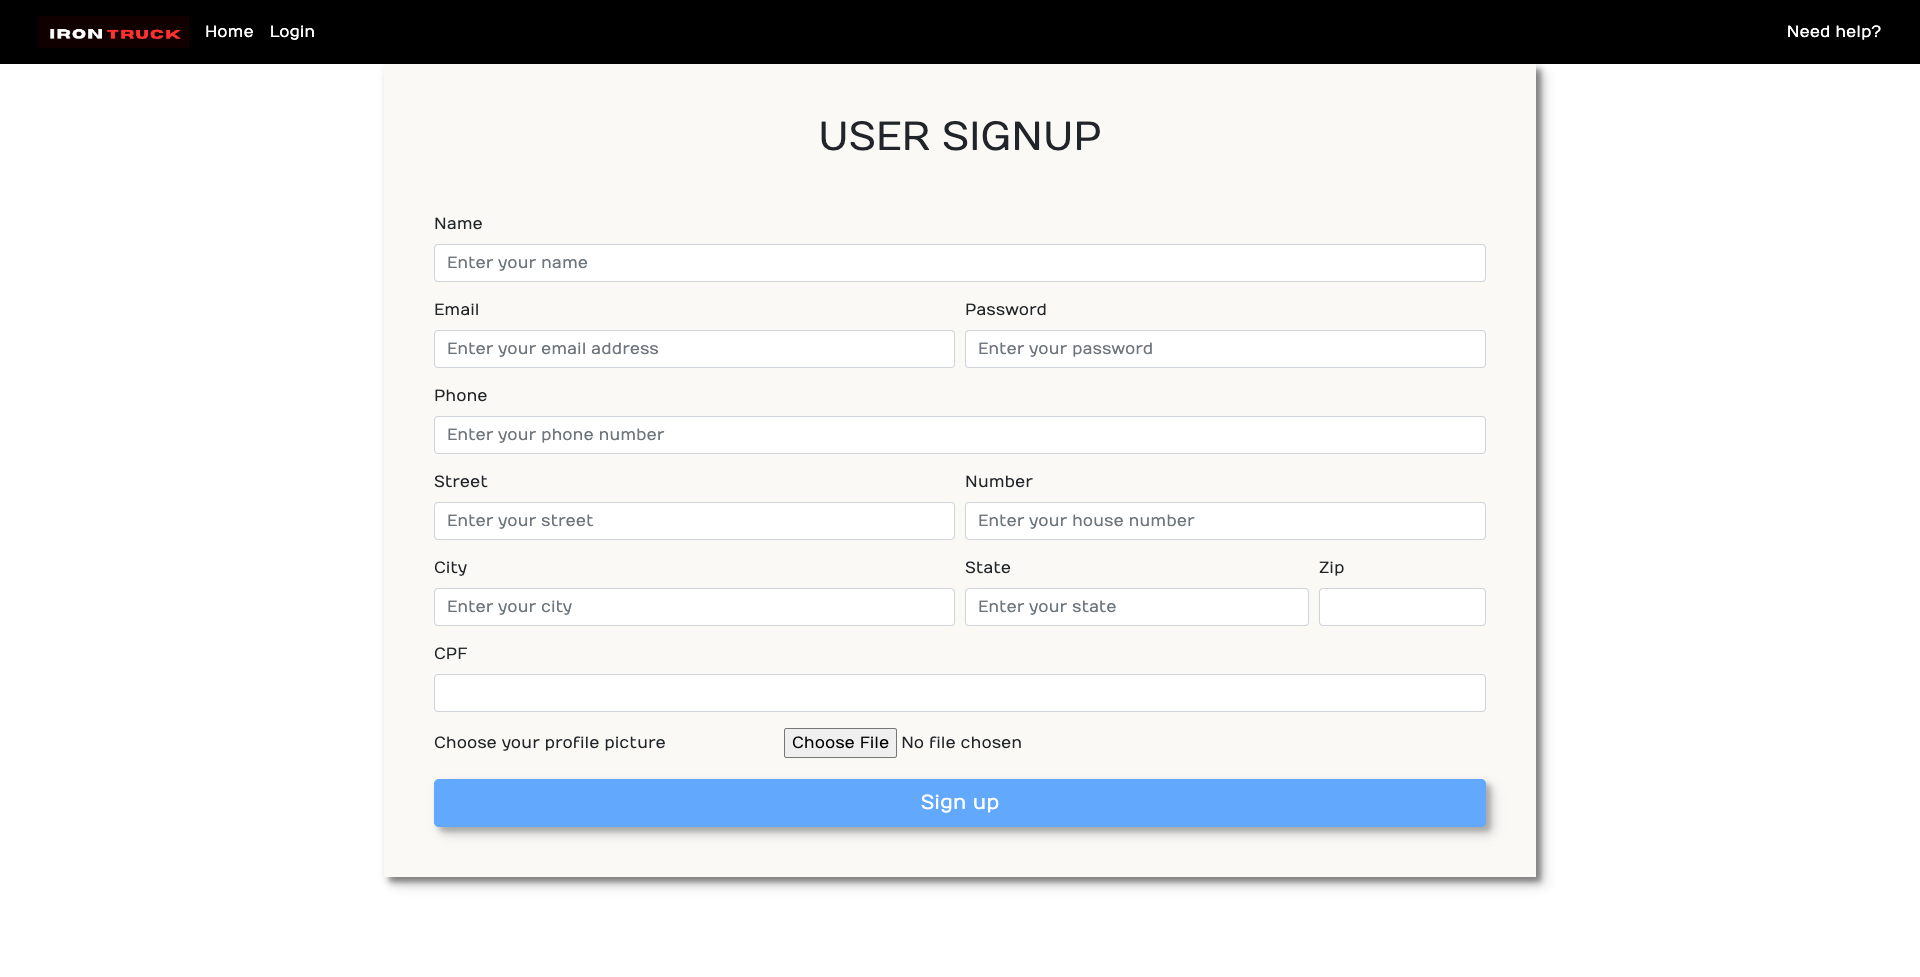 IRON TRUCK Home Login Need help?
USER SIGNUP
Name
Enter your name
Email Password
Enter your email address Enter your password
Phone
Enter your phone number
Street Number
Enter your street Enter your house number
City State Zip
Enter your city Enter your state
CPF
Choose your profile picture Choose File No file chosen
Sign up